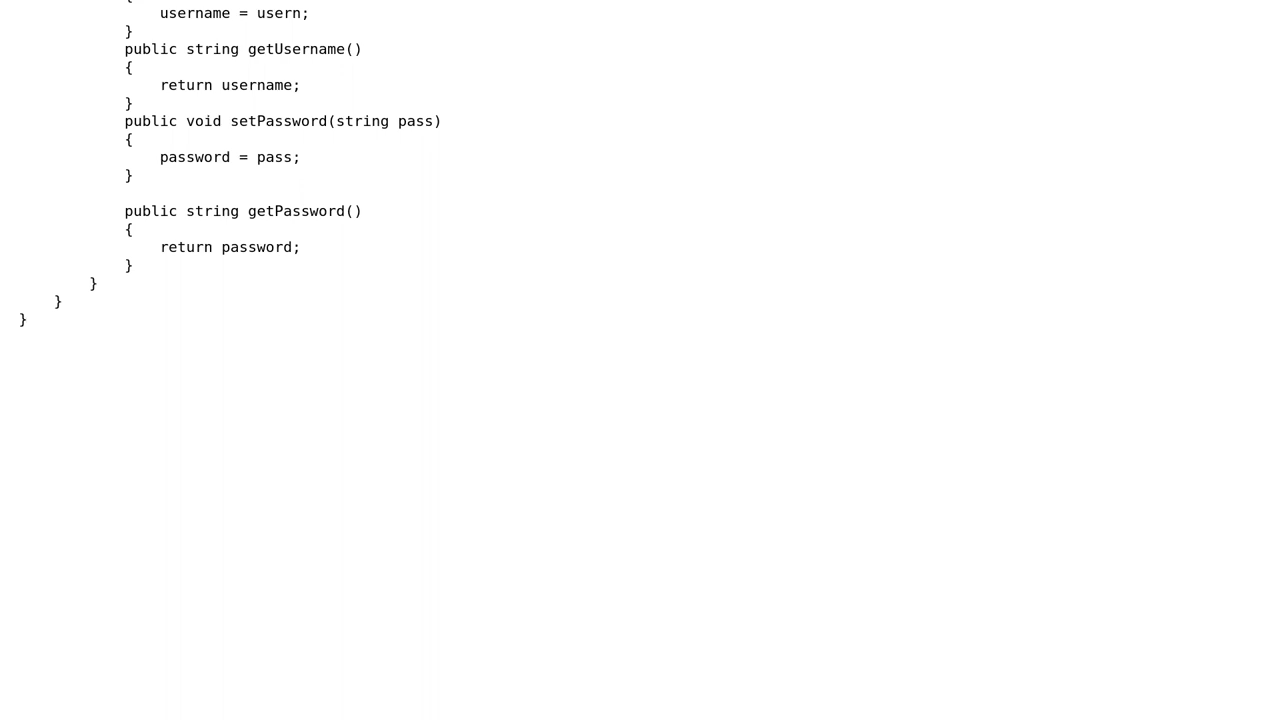 {
username = usern;
}
public string getUsername()
{
return username;
}
public void setPassword(string pass)
{
password = pass;
}
public string getPassword()
{
return password;
}
}
}
}